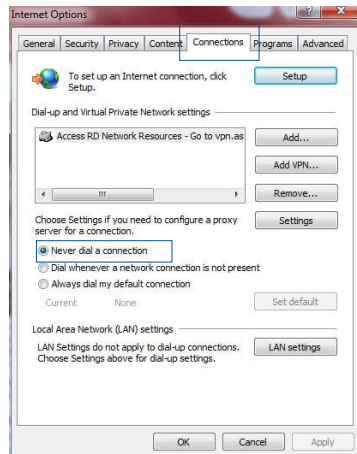 Internet Options
General Security Privacy Content Connections Programs Advanced
To set up an Internet connection, click
Setup.
Setup
Dial-up and Virtual Private Network settings
Access RD Network Resources - Go to vpn.as
Add...
Add VPN...
Remove...
Choose Settings if you need to configure a proxy
server for a connection.
Settings
Never dial a connection
Dial whenever a network connection is not present
Always dial my default connection
Current None
Set default
Local Area Network (LAN) settings
LAN Settings do not apply to dial-up connections.
Choose Settings above for dial-up settings.
LAN settings
OK Cancel Apply